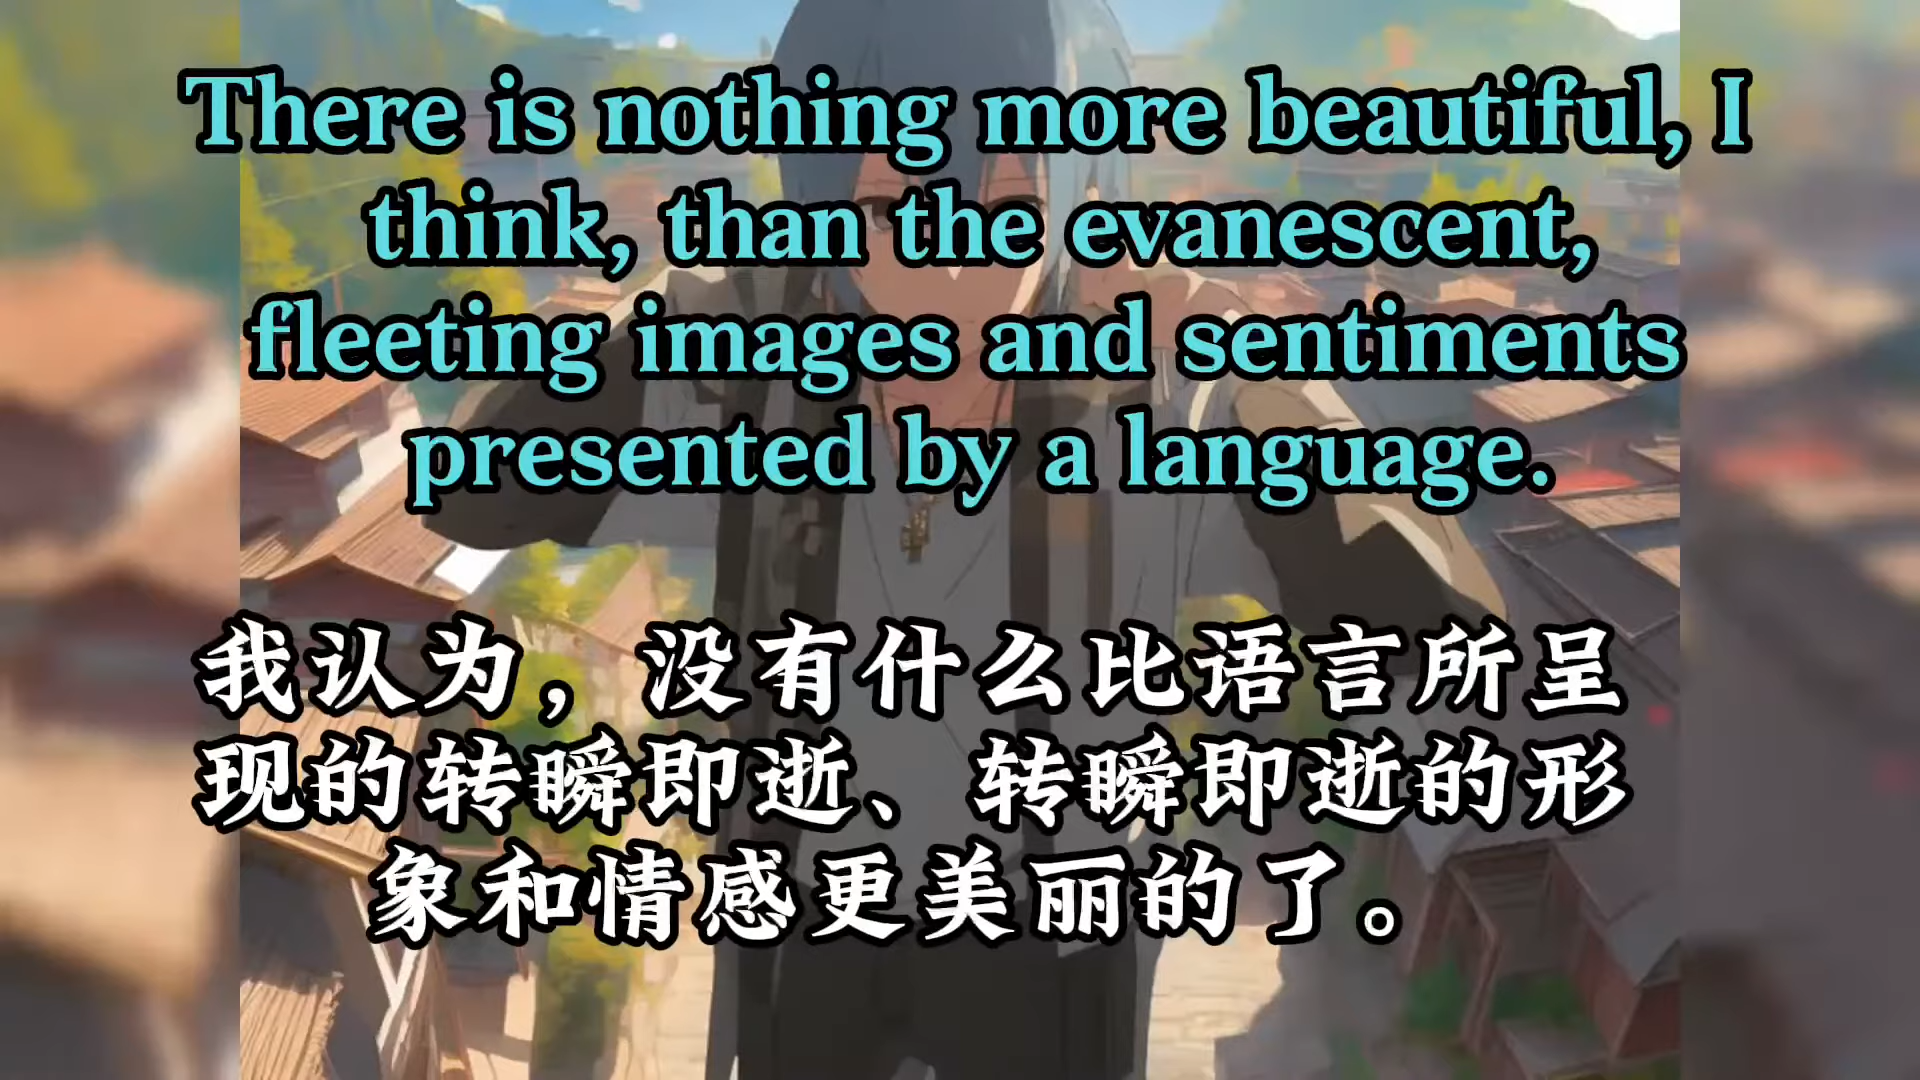 There is nothing more beautiful, I
think, than the evanescent,
fleeting images and sentiments
presented by a language.
我认为，没有什么比语言所呈
现的转瞬即逝、转瞬即逝的形
象和情感更美丽的了。